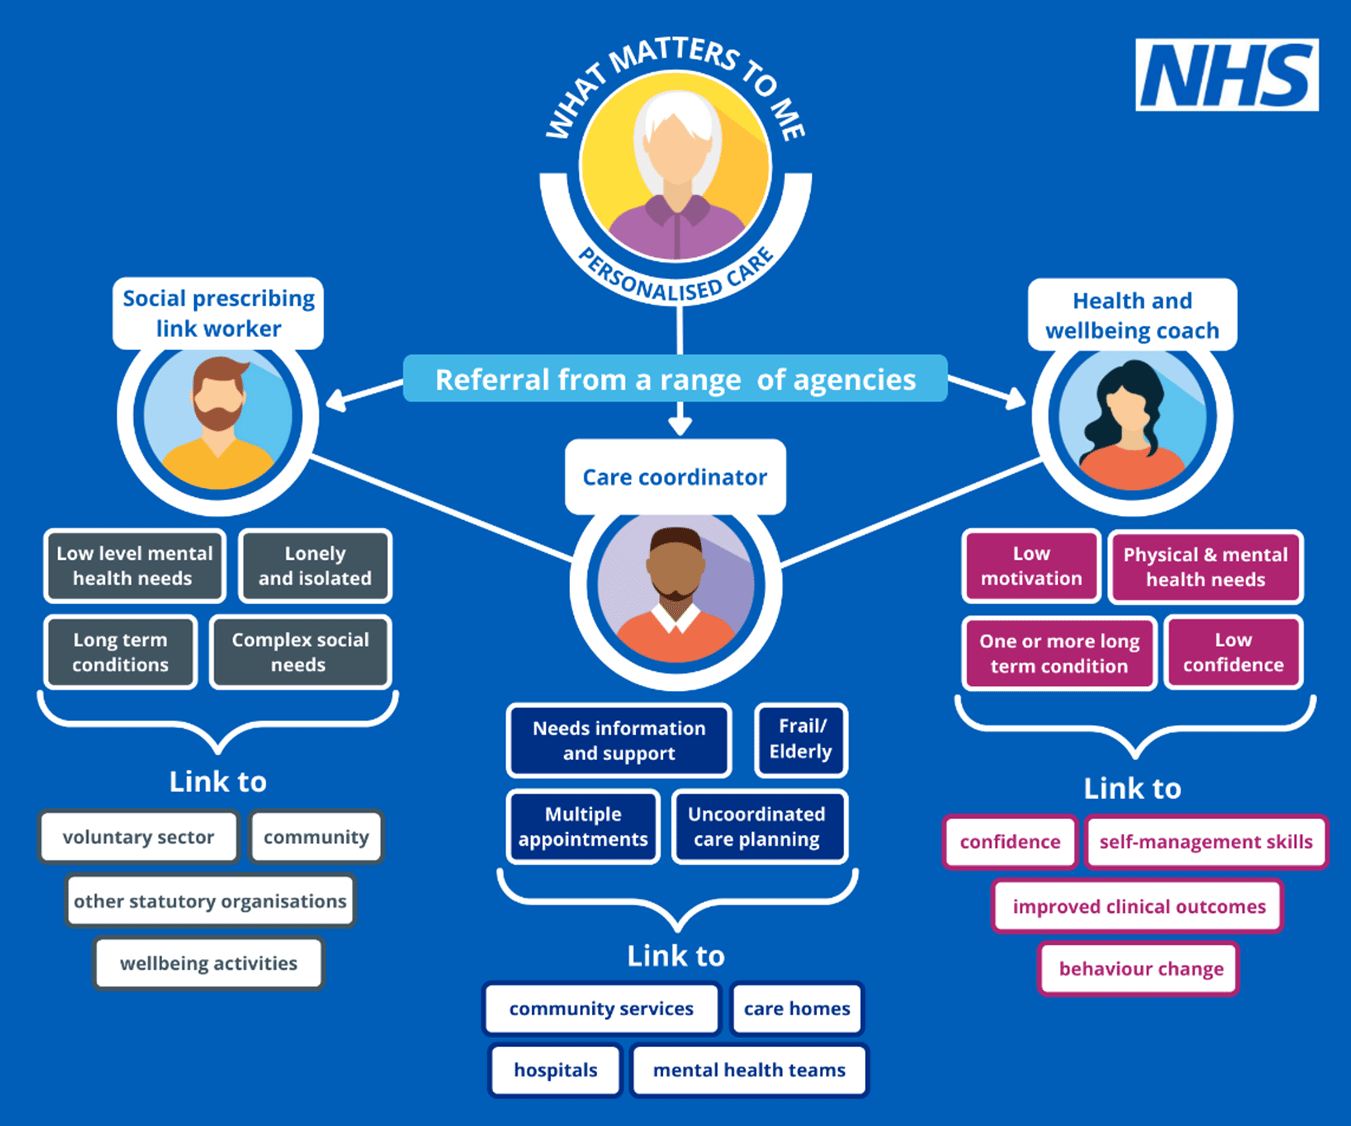 WHAT MATTERS TO ME
NHS
PERSONALISED CARE
Social prescribing
link worker
Health and
wellbeing coach
Referral from a range of agencies
Care coordinator
Low level mental
health needs
Lonely
and isolated
Long term
conditions
Complex social
needs
Link to
voluntary sector
community
other statutory organisations
wellbeing activities
Needs information
and support
Frail/
Elderly
Multiple
appointments
Uncoordinated
care planning
Link to
community services
care homes
hospitals
mental health teams
Low
motivation
Physical & mental
health needs
One or more long
term condition
Low
confidence
Link to
confidence
self-management skills
improved clinical outcomes
behaviour change